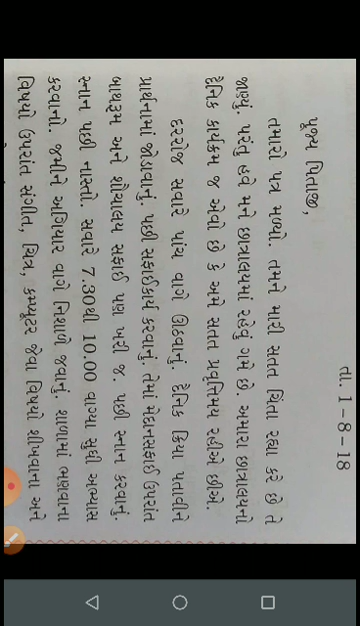 તા. 1 – 8 – 18
પૂજ્ય પિતાજી,
તમારો પત્ર મળ્યો. તમને મારી સતત ચિંતા રહ્યા કરે છે તે
જાણ્યું. પરંતુ હવે મને છાત્રાલયમાં રહેવું ગમે છે. અમારા છાત્રાલયનો
દૈનિક કાર્યક્રમ જ એવો છે કે અમે સતત પ્રવૃત્તિમય રહીએ છીએ.
દરરોજ સવારે પાંચ વાગે ઊઠવાનું. દૈનિક ક્રિયા પતાવીને
પ્રાર્થનામાં જોડાવાનું. પછી સફાઈકાર્ય કરવાનું. તેમાં મેદાનસફાઈ ઉપરાંત
બાથરૂમ અને શૌચાલય સફાઈ પણ ખરી જ. પછી સ્નાન કરવાનું.
સ્નાન પછી નાસ્તો. સવારે 7.30થી 10.00 વાગ્યા સુધી અભ્યાસ
કરવાનો. જમીને અગિયાર વાગે નિશાળે જવાનું. શાળામાં ભણવાના
વિષયો ઉપરાંત સંગીત, ચિત્ર, કમ્પ્યુટર જેવા વિષયો શીખવાના અને